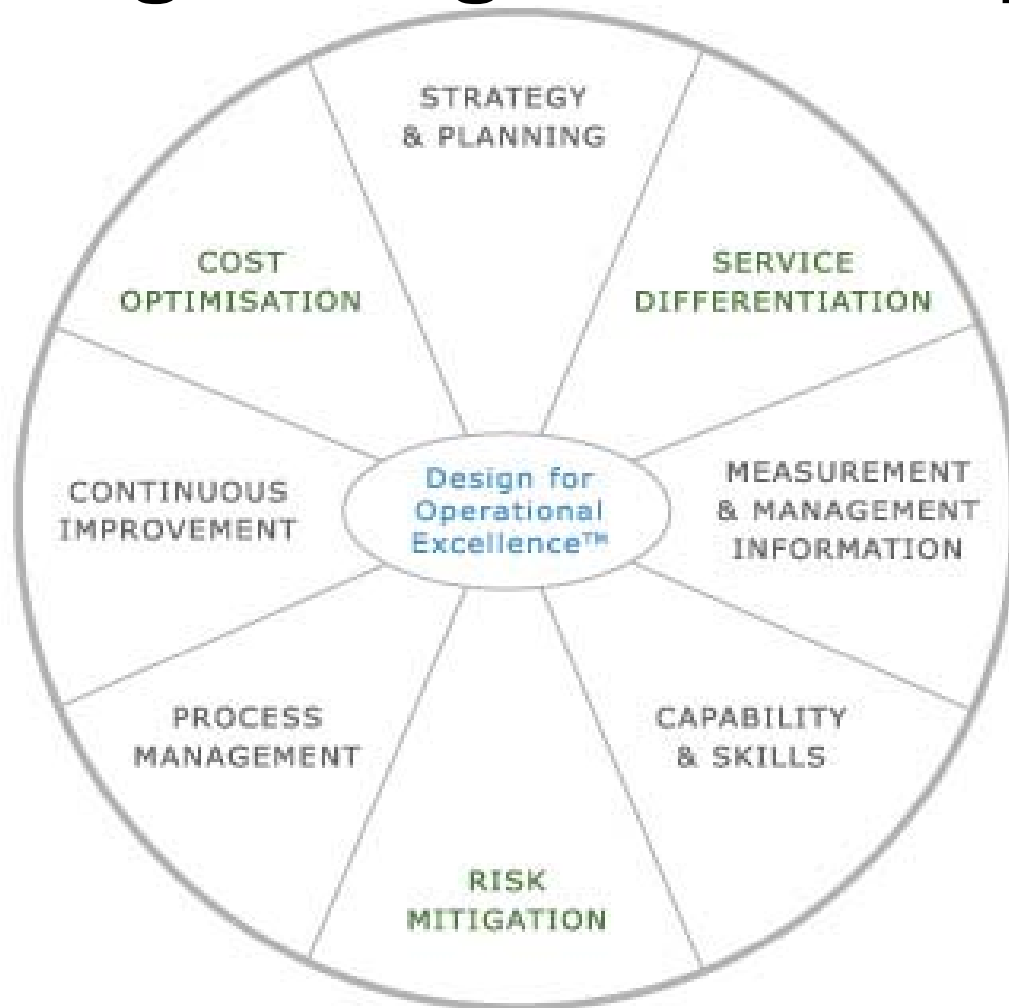 STRATEGY
& PLANNING
COST
OPTIMISATION
SERVICE
DIFFERENTIATION
CONTINUOUS
IMPROVEMENT
Design for
Operational
Excellence™
MEASUREMENT
& MANAGEMENT
INFORMATION
PROCESS
MANAGEMENT
CAPABILITY
& SKILLS
RISK
MITIGATION